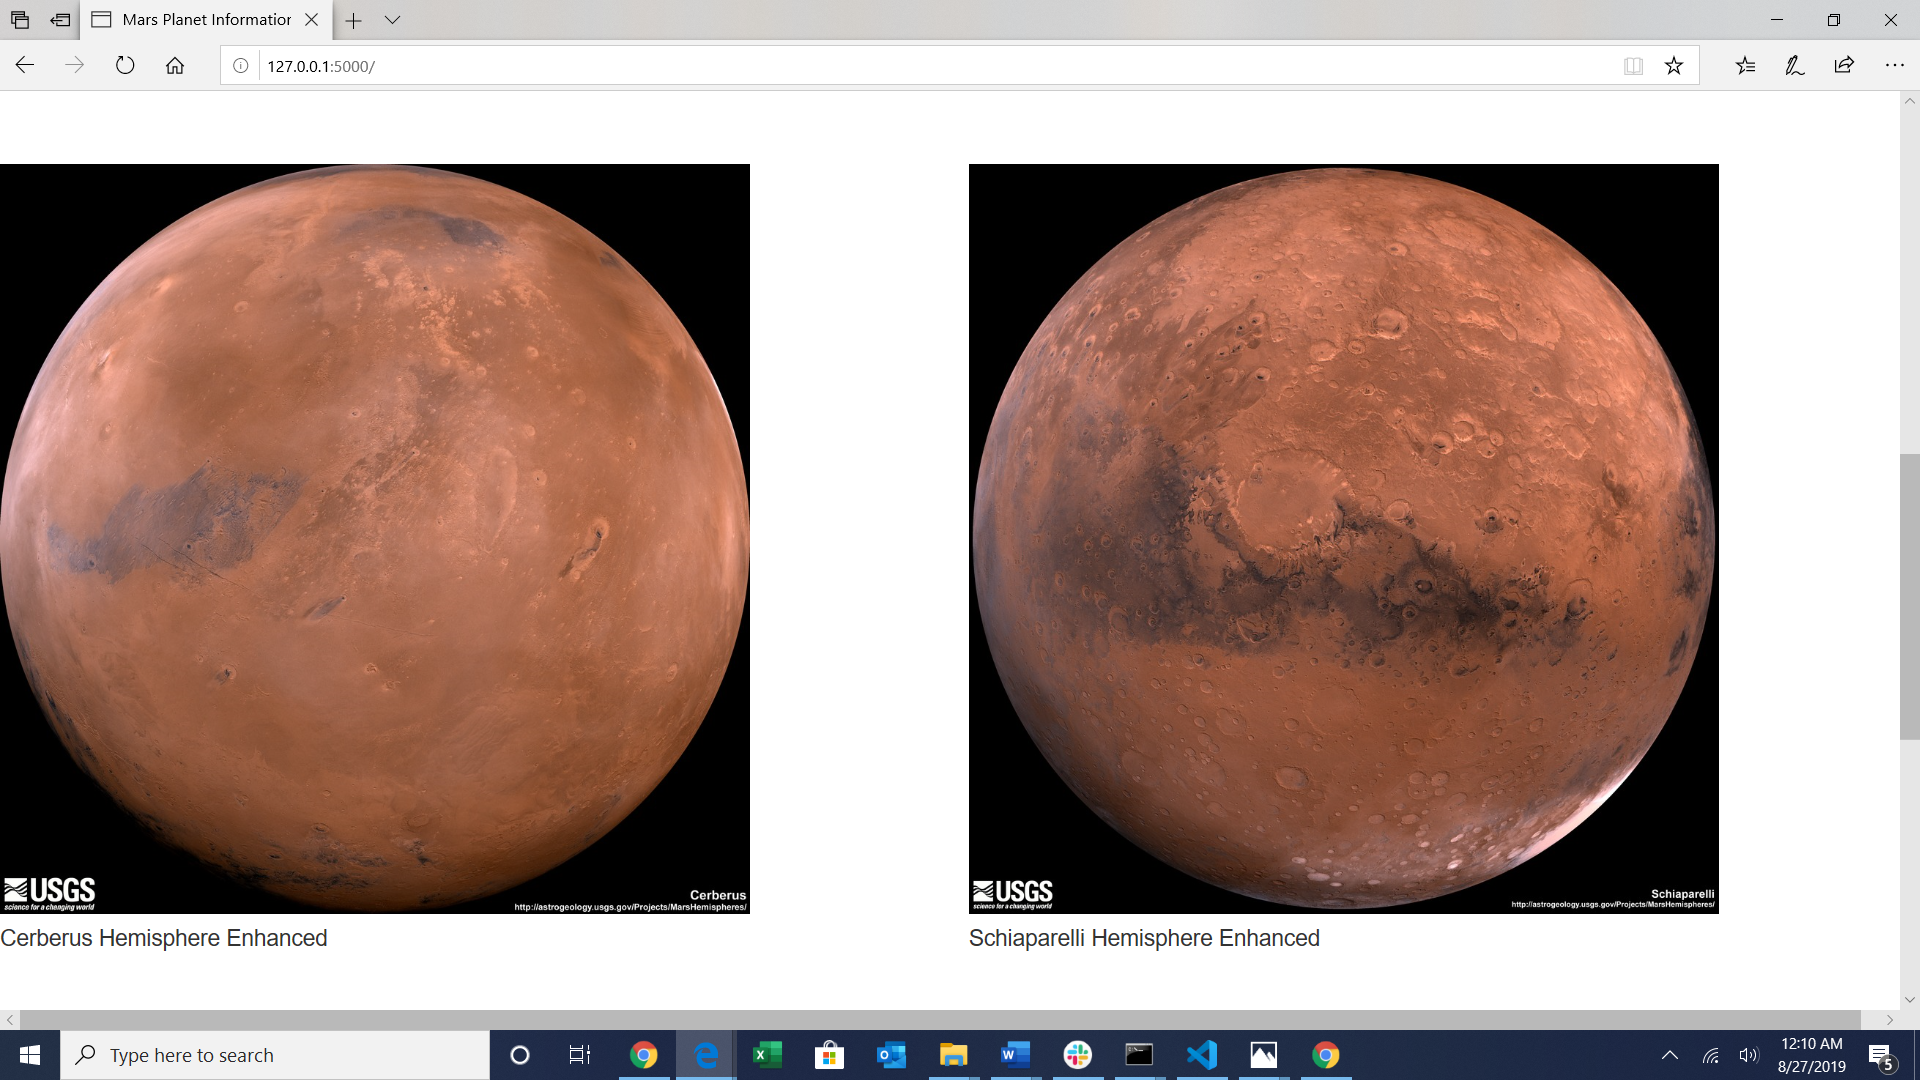 Mars Planet Information
127.0.0.1:5000/
USGS
science for a changing world
Cerberus
http://astrogeology.usgs.gov/Projects/MarsHemispheres/
USGS
science for a changing world
Schiaparelli
http://astrogeology.usgs.gov/Projects/MarsHemispheres/
Cerberus Hemisphere Enhanced
Schiaparelli Hemisphere Enhanced
Type here to search
12:10 AM
8/27/2019
5